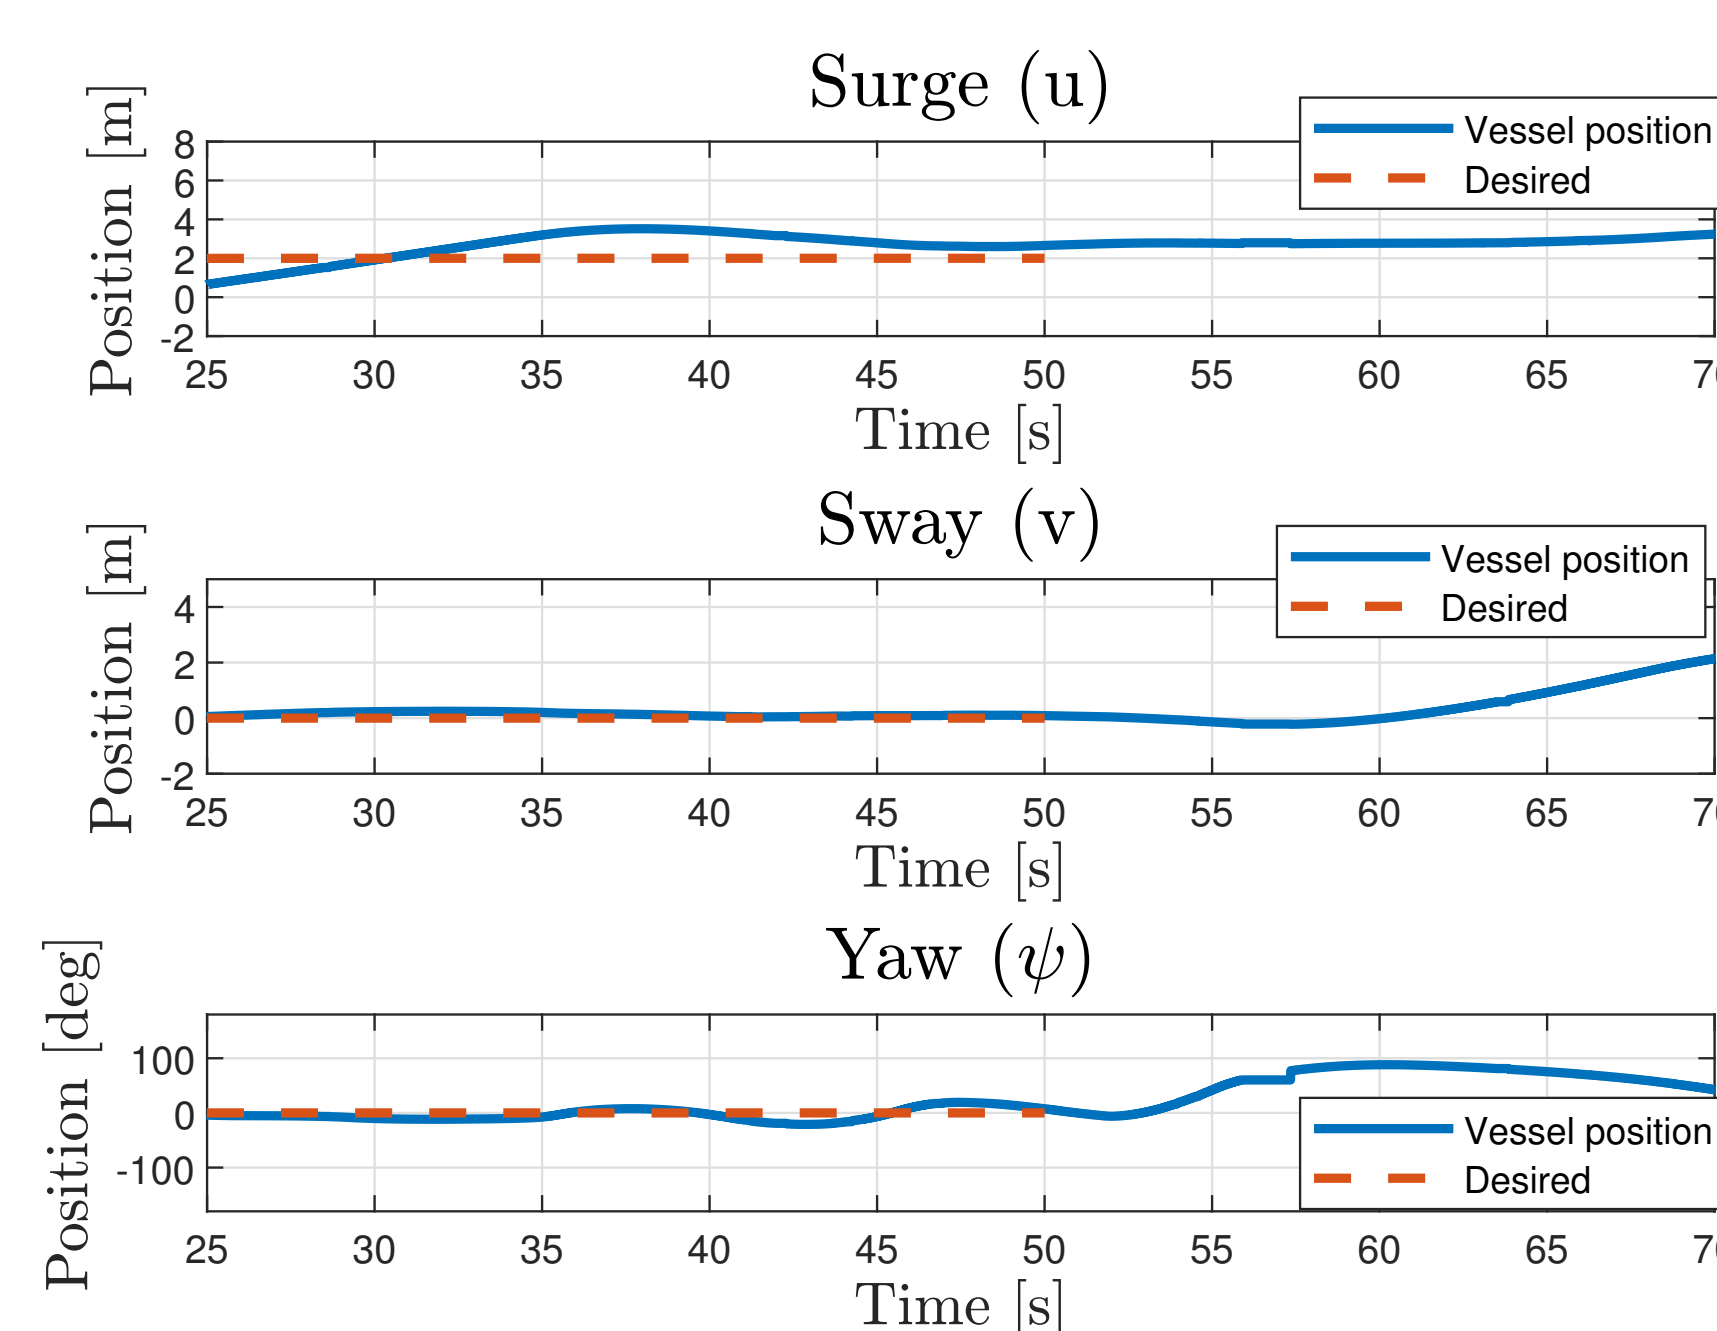 Surge (u)
Position [m]
8
6
4
2
0
-2
Vessel position
Desired
25 30 35 40 45 50 55 60 65 70
Time [s]
Sway (v)
Position [m]
4
2
0
-2
Vessel position
Desired
25 30 35 40 45 50 55 60 65 70
Time [s]
Yaw (ψ)
Position [deg]
100
0
-100
Vessel position
Desired
25 30 35 40 45 50 55 60 65 70
Time [s]